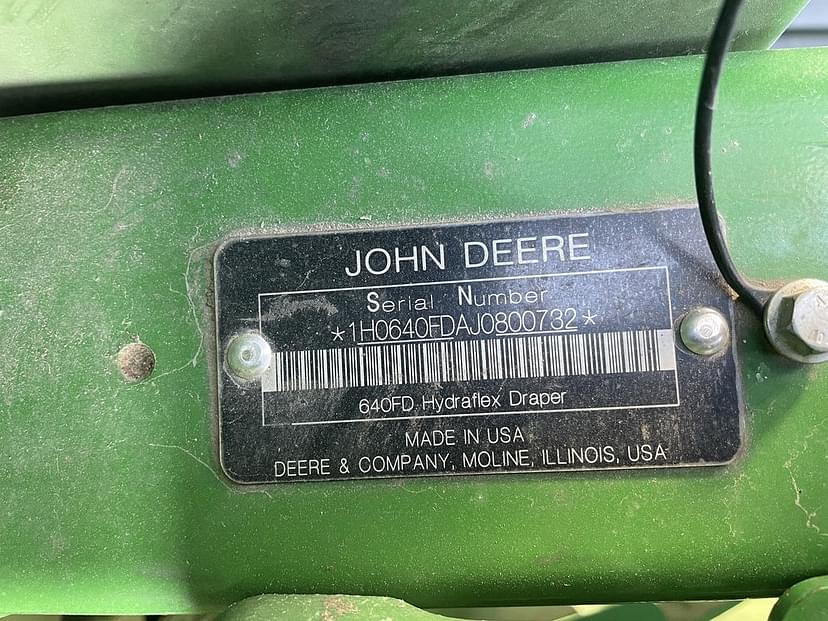 JOHN DEERE
Serial Number
*1H0640FDAJ0800732*
640FD Hydraflex Draper
MADE IN USA
DEERE & COMPANY, MOLINE, ILLINOIS, USA